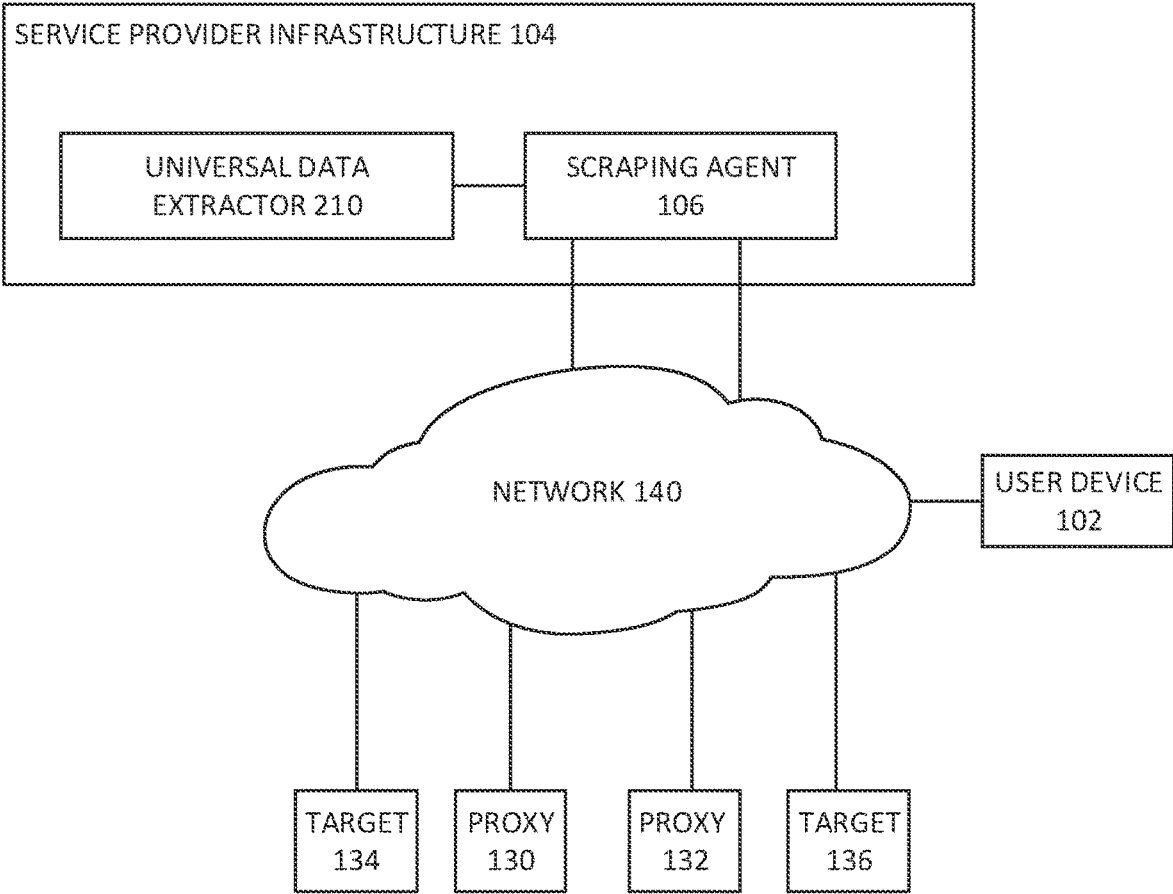 SERVICE PROVIDER INFRASTRUCTURE 104
UNIVERSAL DATA
EXTRACTOR 210
SCRAPING AGENT
106
NETWORK 140
USER DEVICE
102
TARGET
134
PROXY
130
PROXY
132
TARGET
136